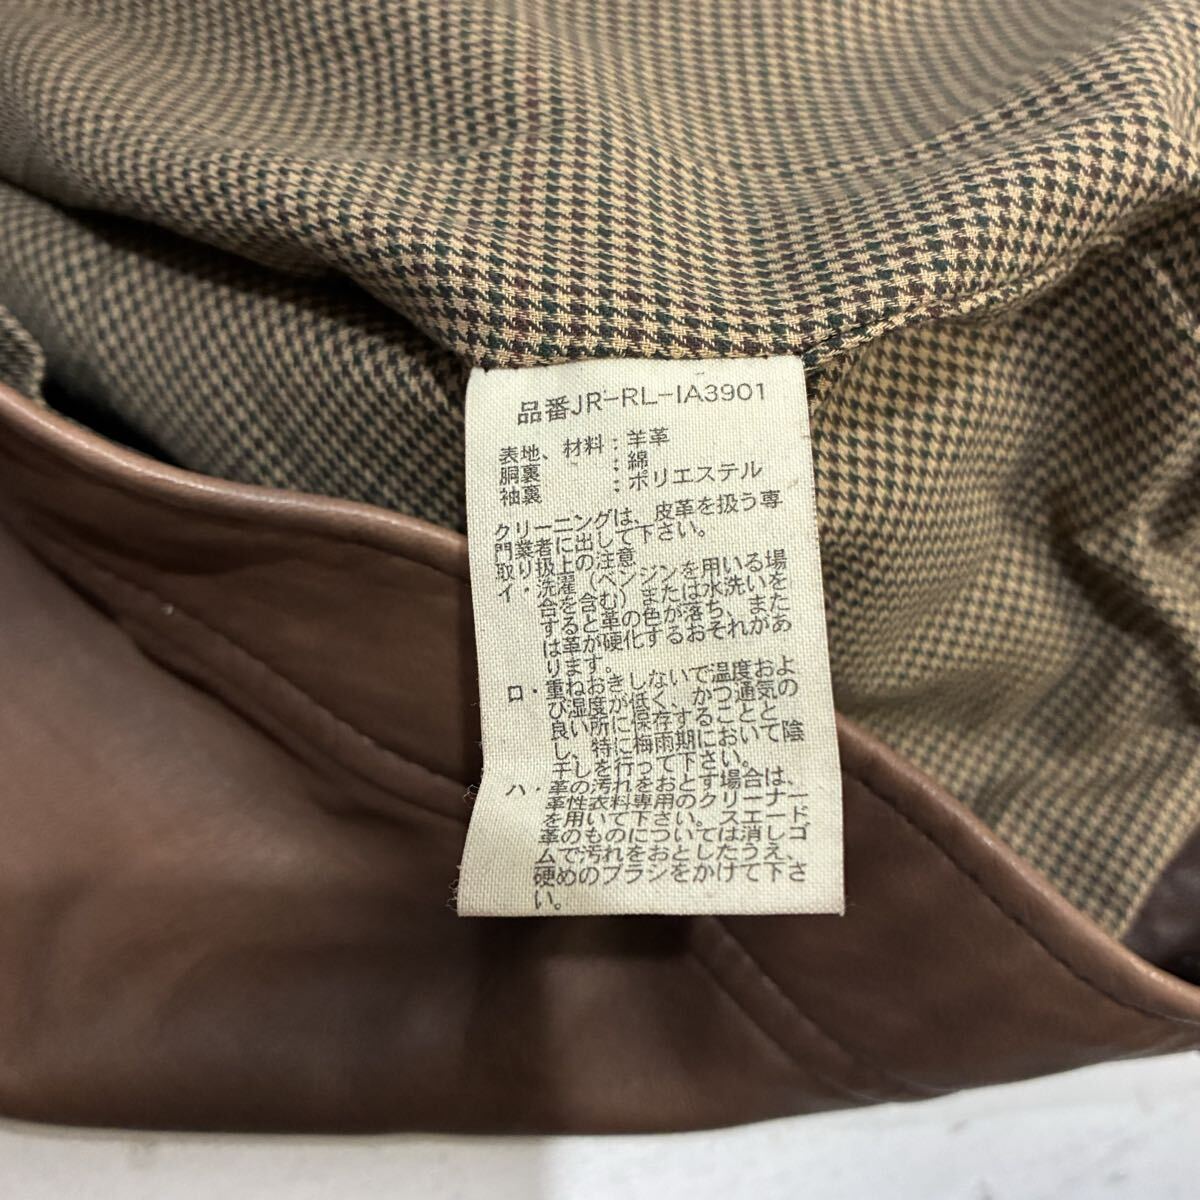 品番JR-RL-IA3901
表地、材料：羊革
胴裏：綿
袖裏：ポリエステル
クリーニングは、皮革を扱う専
門業者に出して下さい。
取り扱上の注意
イ・洗濯（ベンジンを用いる場
合を含む）または水洗いを
すると革の色が落ち、また
は革が硬化するおそれがあ
ります。
ロ・重ねおきしないで温度およ
び湿度が低くかつ通気の
良い所に保存することと
し、特に梅雨期において陰
干しを行って下さい。
ハ・革の汚れをおとす場合は、
革性衣料専用のクリーナー
を用いて下さい。スエード
革のものにつては消しゴ
ムで汚れをおとしたうえ、
硬めのブラシをかけて下さ
い。